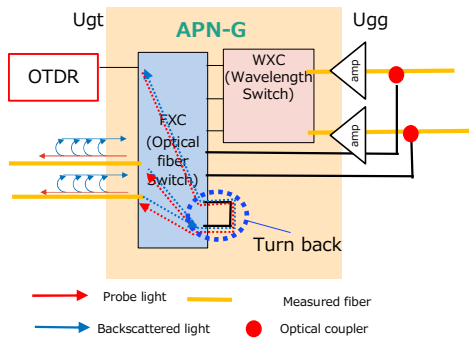 Ugt
Ugg
APN-G
OTDR
WXC
(Wavelength
Switch)
amp
amp
FXC
(Optical
fiber
Switch)
Turn back
Probe light
Measured fiber
Backscattered light
Optical coupler